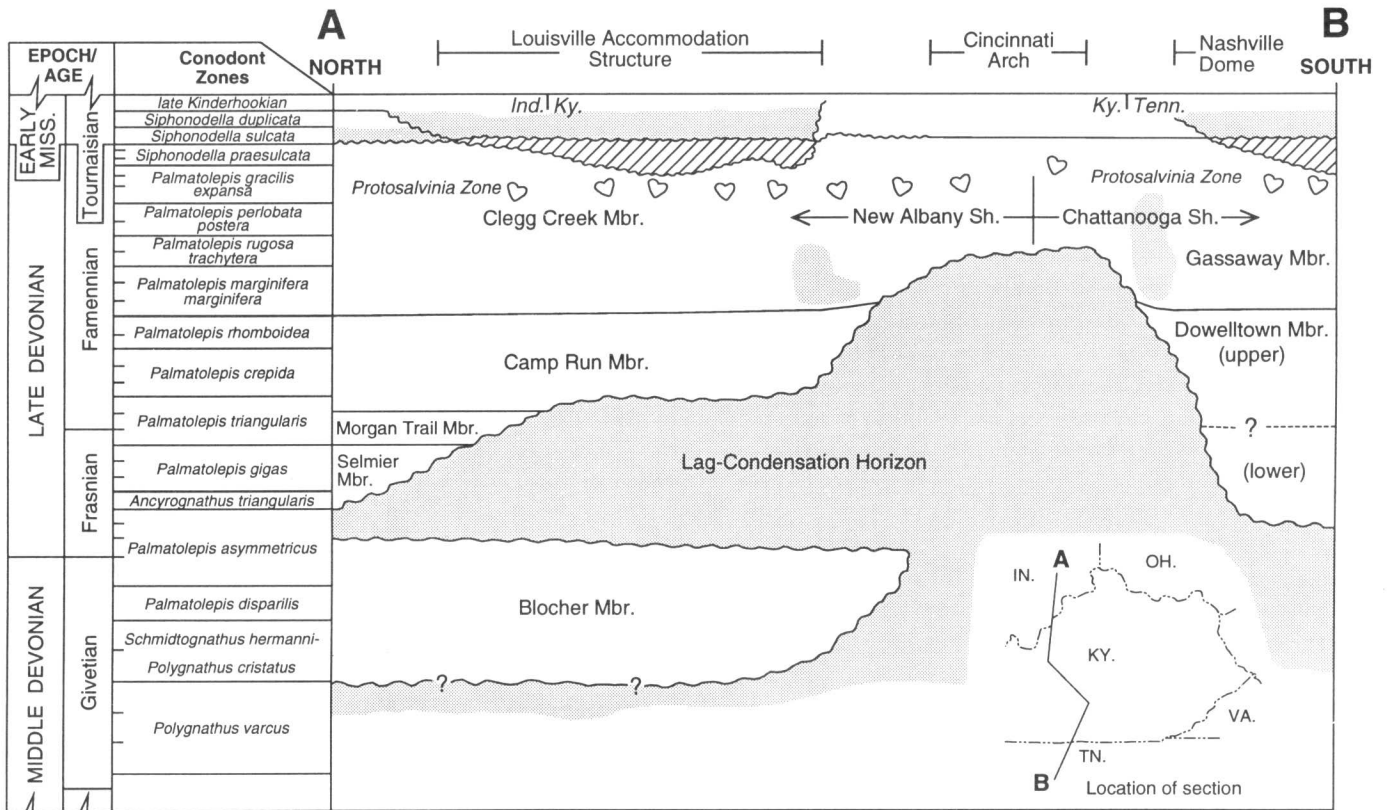 A
B
EPOCH/
AGE
Conodont
Zones
NORTH
Louisville Accommodation
Structure
Cincinnati
Arch
Nashville
Dome
SOUTH
EARLY
MISS.
LATE DEVONIAN
MIDDLE DEVONIAN
Tournaisian
Famennian
Frasnian
Givetian
late Kinderhookian
Siphonodella duplicata
Siphonodella sulcata
Siphonodella praesulcata
Palmatolepis gracilis
expansa
Palmatolepis perlobata
postera
Palmatolepis rugosa
trachytera
Palmatolepis marginifera
marginifera
Palmatolepis rhomboidea
Palmatolepis crepida
Palmatolepis triangularis
Palmatolepis gigas
Ancyrognathus triangularis
Palmatolepis asymmetricus
Palmatolepis disparilis
Schmidtognathus hermanni-
Polygnathus cristatus
Polygnathus varcus
Ind. Ky.
Ky. Tenn.
Protosalvinia Zone
Protosalvinia Zone
Clegg Creek Mbr.
New Albany Sh.
Chattanooga Sh.
Gassaway Mbr.
Camp Run Mbr.
Dowelltown Mbr.
(upper)
?
(lower)
Morgan Trail Mbr.
Selmier
Mbr.
Lag-Condensation Horizon
Blocher Mbr.
? ?
A
IN.
OH.
KY.
VA.
TN.
B
Location of section